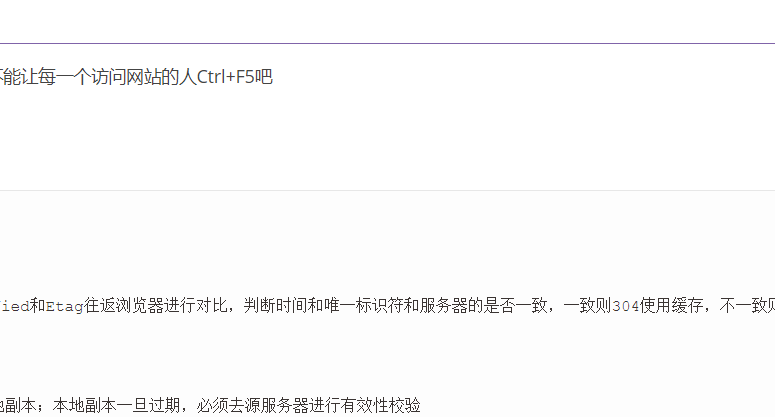 不能让每一个访问网站的人Ctrl+F5吧
ied和Etag往返浏览器进行对比，判断时间和唯一标识符和服务器的是否一致，一致则304使用缓存，不一致则
地副本；本地副本一旦过期，必须去源服务器进行有效性校验